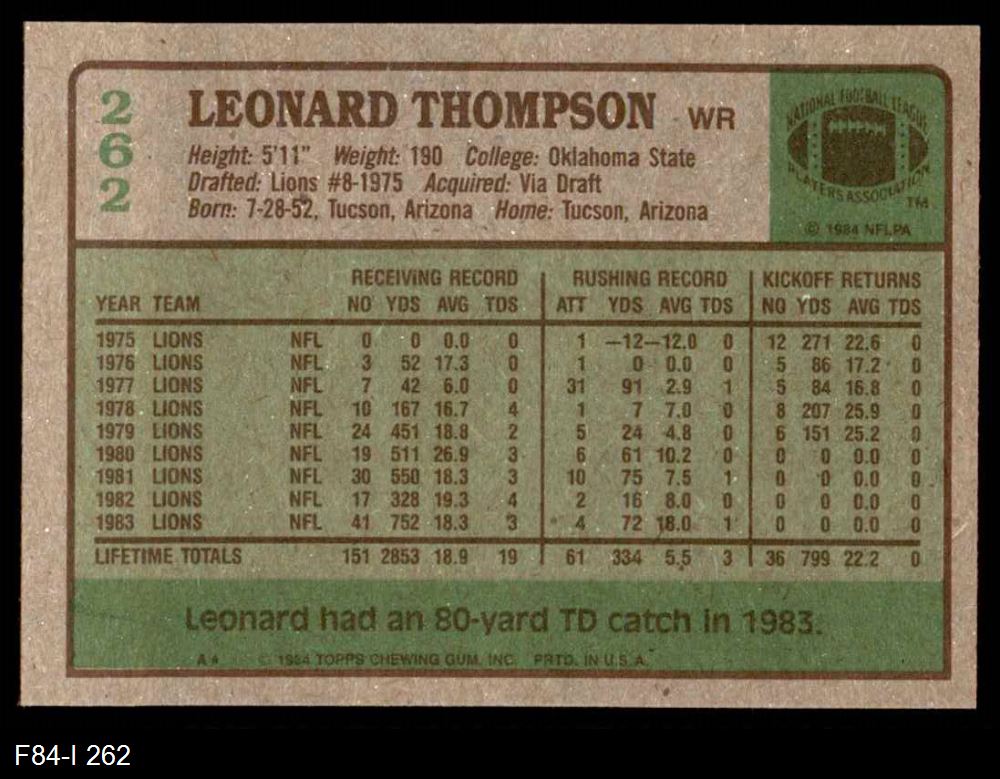 262
LEONARD THOMPSON WR
Height: 5'11" Weight: 190 College: Oklahoma State
Drafted: Lions #8-1975 Acquired: Via Draft
Born: 7-28-52, Tucson, Arizona Home: Tucson, Arizona
NATIONAL FOOTBALL LEAGUE
PLAYERS ASSOCIATION
TM
© 1984 NFLPA
RECEIVING RECORD RUSHING RECORD KICKOFF RETURNS
YEAR TEAM NO YDS AVG TDS ATT YDS AVG TDS NO YDS AVG TDS
1975 LIONS NFL 0 0 0.0 0 1 —12 —12.0 0 12 271 22.6 0
1976 LIONS NFL 3 52 17.3 0 1 0 0.0 0 5 86 17.2 0
1977 LIONS NFL 7 42 6.0 0 31 91 2.9 1 5 84 16.8 0
1978 LIONS NFL 10 167 16.7 4 1 7 7.0 0 8 207 25.9 0
1979 LIONS NFL 24 451 18.8 2 5 24 4.8 0 6 151 25.2 0
1980 LIONS NFL 19 511 26.9 3 6 61 10.2 0 0 0 0.0 0
1981 LIONS NFL 30 550 18.3 3 10 75 7.5 1 0 0 0.0 0
1982 LIONS NFL 17 328 19.3 4 2 16 8.0 0 0 0 0.0 0
1983 LIONS NFL 41 752 18.3 3 4 72 18.0 1 0 0 0.0 0
LIFETIME TOTALS 151 2853 18.9 19 61 334 5.5 3 36 799 22.2 0
Leonard had an 80-yard TD catch in 1983.
A★ © 1984 TOPPS CHEWING GUM, INC. PRTD. IN U.S.A.
F84-I 262